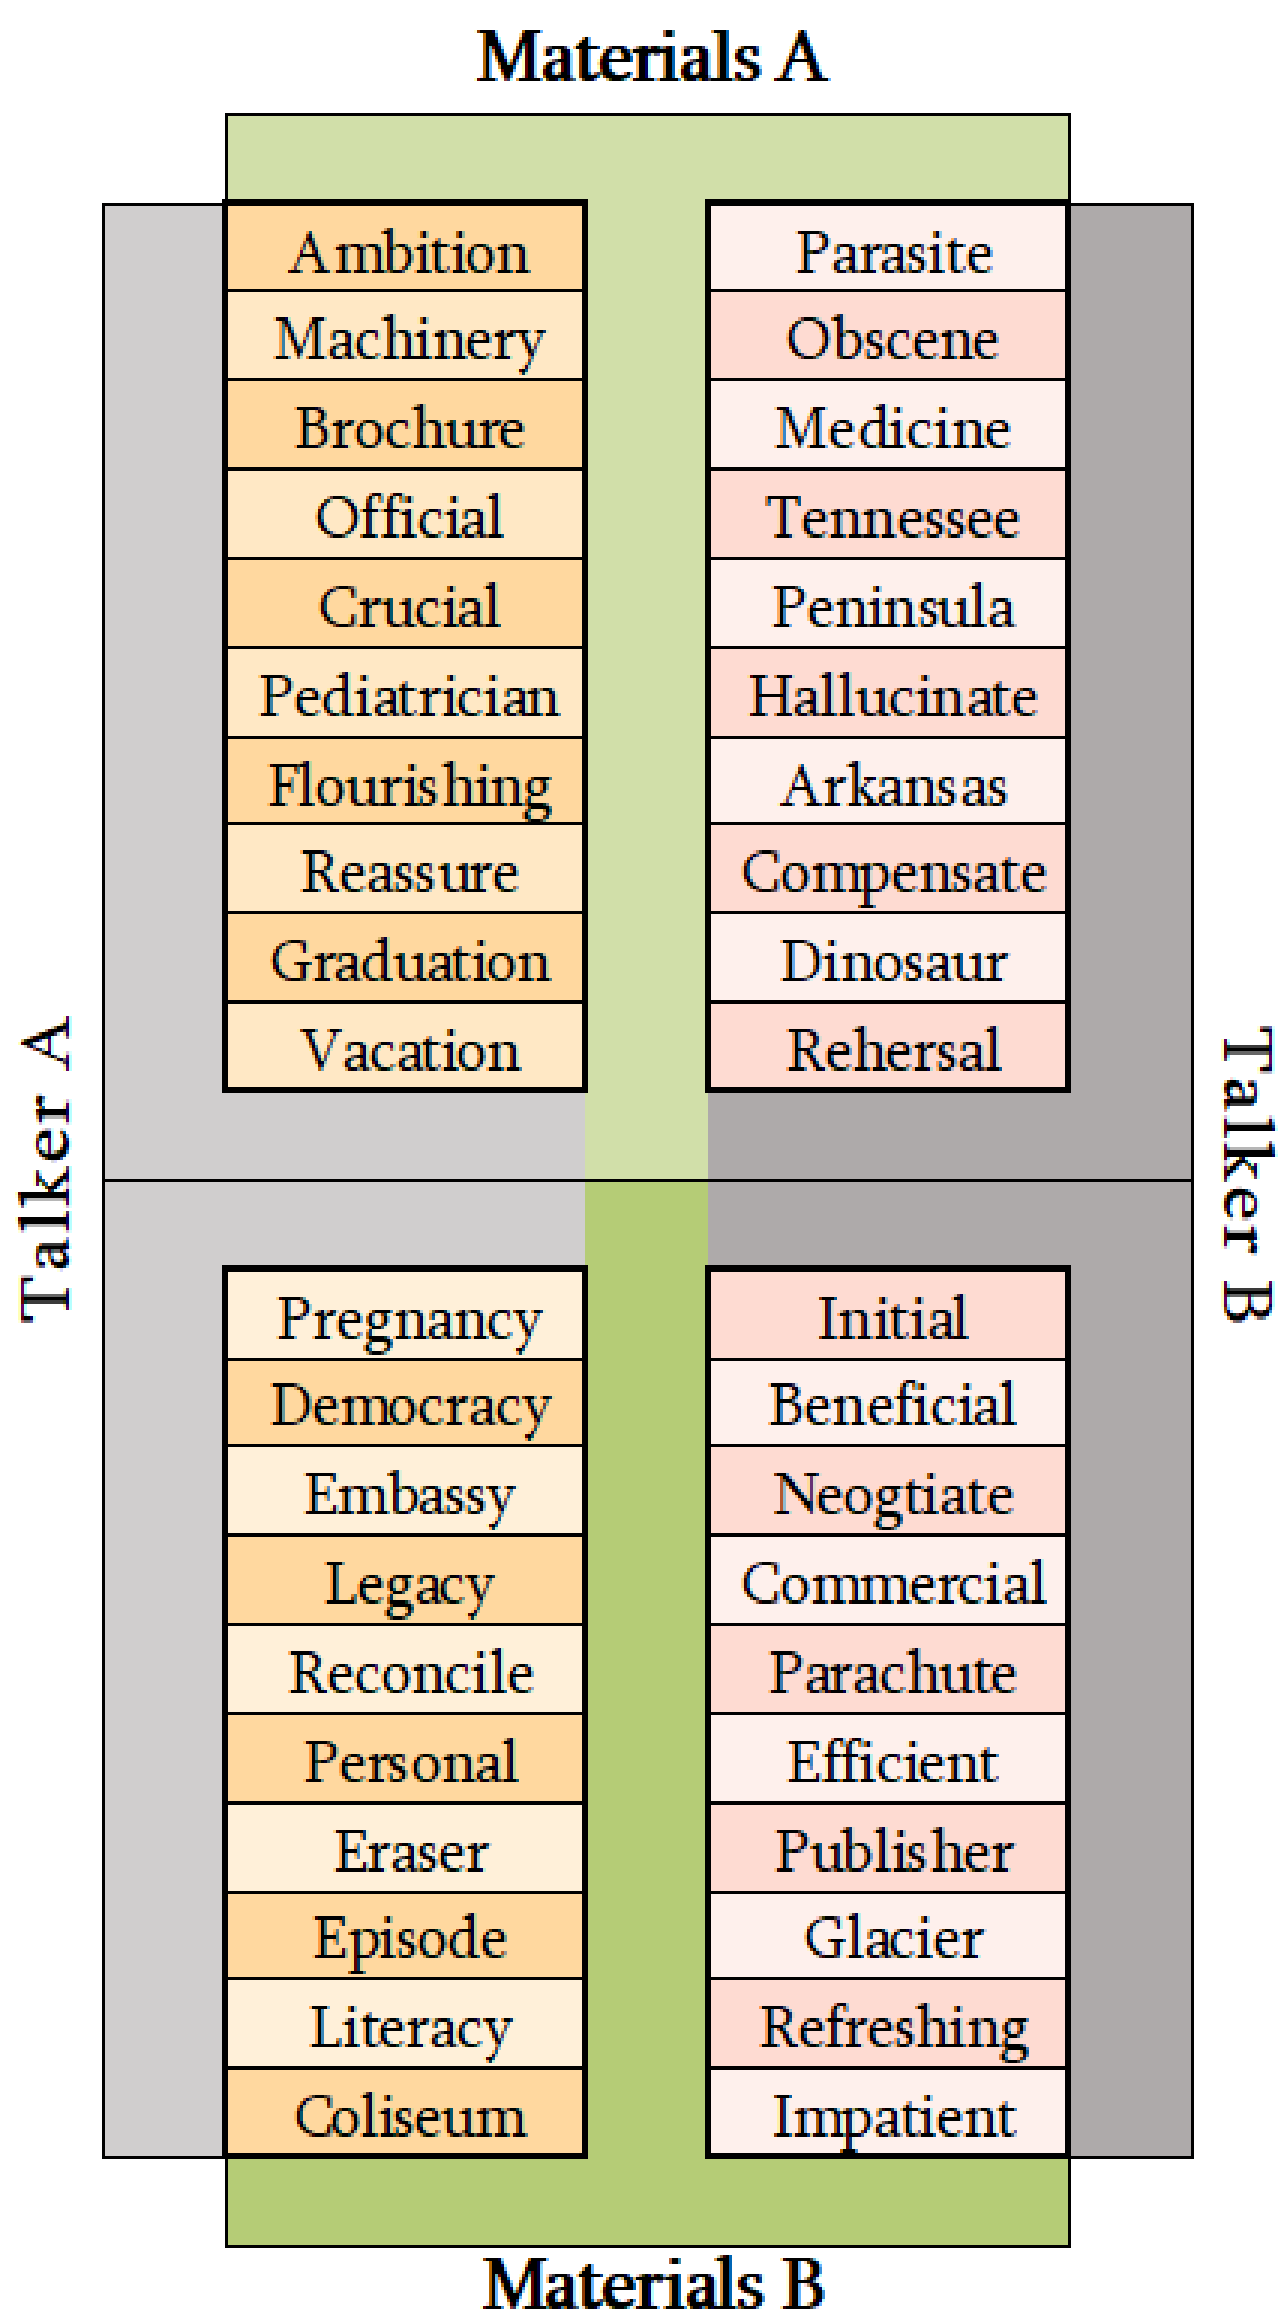 Materials A
Talker A
Ambition
Machinery
Brochure
Official
Crucial
Pediatrician
Flourishing
Reassure
Graduation
Vacation
Parasite
Obscene
Medicine
Tennessee
Peninsula
Hallucinate
Arkansas
Compensate
Dinosaur
Rehersal
Talker B
Pregnancy
Democracy
Embassy
Legacy
Reconcile
Personal
Eraser
Episode
Literacy
Coliseum
Initial
Beneficial
Neogtiate
Commercial
Parachute
Efficient
Publisher
Glacier
Refreshing
Impatient
Materials B